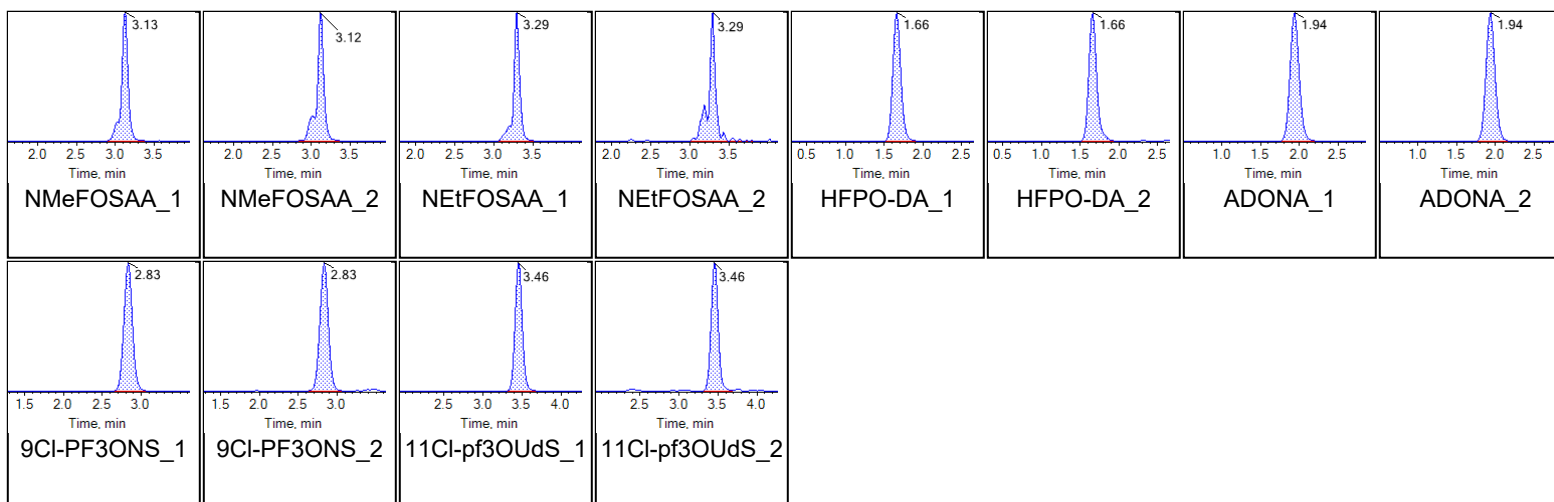 3.13
3.12
3.29
3.29
1.66
1.66
1.94
1.94
2.0 2.5 3.0 3.5
2.0 2.5 3.0 3.5
2.0 2.5 3.0 3.5
2.0 2.5 3.0 3.5
0.5 1.0 1.5 2.0 2.5
0.5 1.0 1.5 2.0 2.5
1.0 1.5 2.0 2.5
1.0 1.5 2.0 2.5
Time, min
Time, min
Time, min
Time, min
Time, min
Time, min
Time, min
Time, min
NMeFOSAA_1
NMeFOSAA_2
NEtFOSAA_1
NEtFOSAA_2
HFPO-DA_1
HFPO-DA_2
ADONA_1
ADONA_2
2.83
2.83
3.46
3.46
1.5 2.0 2.5 3.0
1.5 2.0 2.5 3.0
2.5 3.0 3.5 4.0
2.5 3.0 3.5 4.0
Time, min
Time, min
Time, min
Time, min
9Cl-PF3ONS_1
9Cl-PF3ONS_2
11Cl-pf3OUdS_1
11Cl-pf3OUdS_2